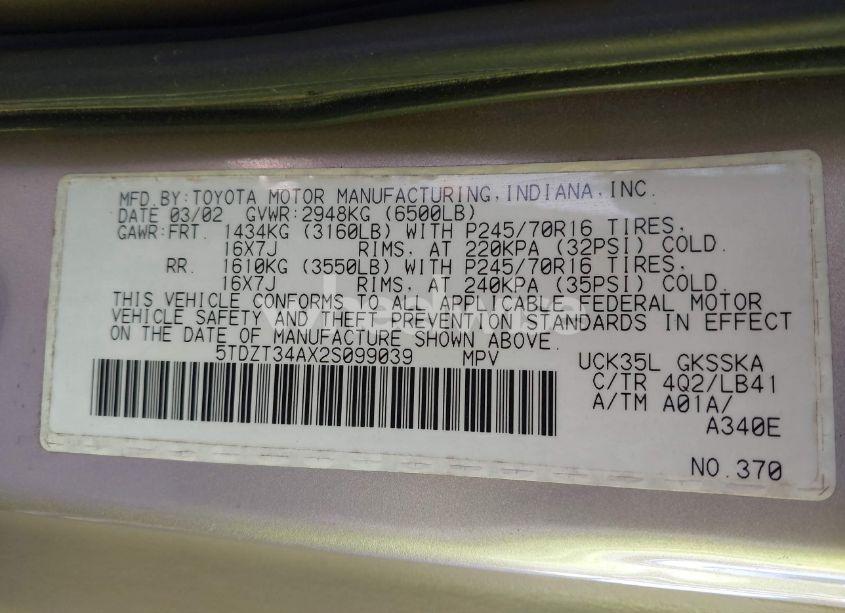 MFD.BY:TOYOTA MOTOR MANUFACTURING,INDIANA,INC.
DATE 03/02 GVWR:2948KG (6500LB)
GAWR:FRT. 1434KG (3160LB) WITH P245/70R16 TIRES,
16X7J RIMS, AT 220KPA (32PSI) COLD.
RR. 1610KG (3550LB) WITH P245/70R16 TIRES,
16X7J RIMS, AT 240KPA (35PSI) COLD.
THIS VEHICLE CONFORMS TO ALL APPLICABLE FEDERAL MOTOR
VEHICLE SAFETY AND THEFT PREVENTION STANDARDS IN EFFECT
ON THE DATE OF MANUFACTURE SHOWN ABOVE.
5TDZT34AX2S099039 MPV UCK35L GKSSKA
C/TR 4Q2/LB41
A/TM A01A/
A340E
NO.370